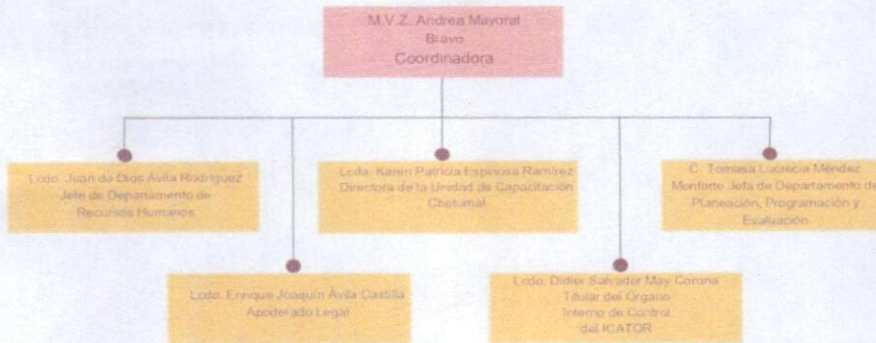 M.V.Z. Andrea Mayoral
Bravo
Coordinadora
Lcdo. Juan de Dios Ávila Rodríguez
Jefe de Departamento de
Recursos Humanos
Lcda. Karen Patricia Espinosa Ramírez
Directora de la Unidad de Capacitación
Chetumal
C. Tomasa Lucrecia Méndez
Monforte Jefa de Departamento de
Planeación, Programación y
Evaluación
Lcdo. Enrique Joaquín Ávila Castilla
Apoderado Legal
Lcdo. Didier Salvador May Corona
Titular del Órgano
Interno de Control
del ICATQR